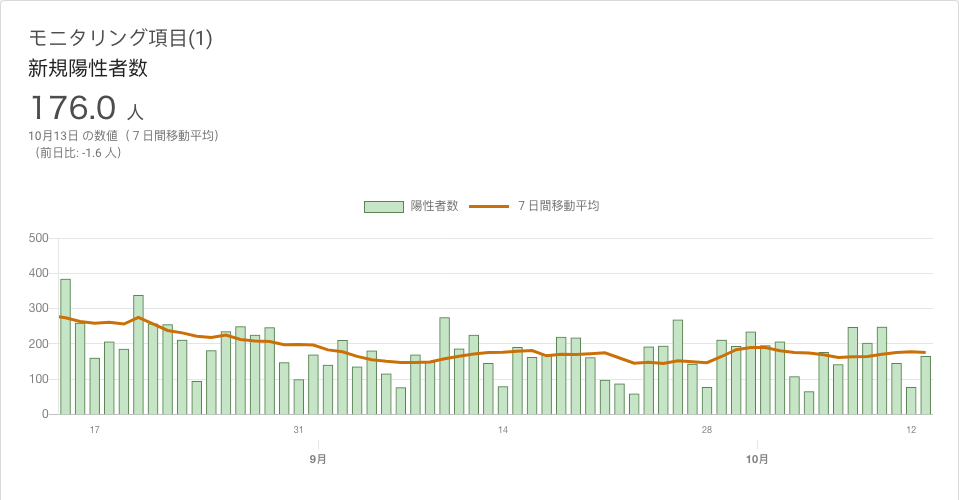 モニタリング項目(1)
新規陽性者数
176.0 人
10月13日 の数値（７日間移動平均）
（前日比: -1.6 人）
陽性者数 ７日間移動平均
500
400
300
200
100
0
17 31 14 28 12
9月 10月